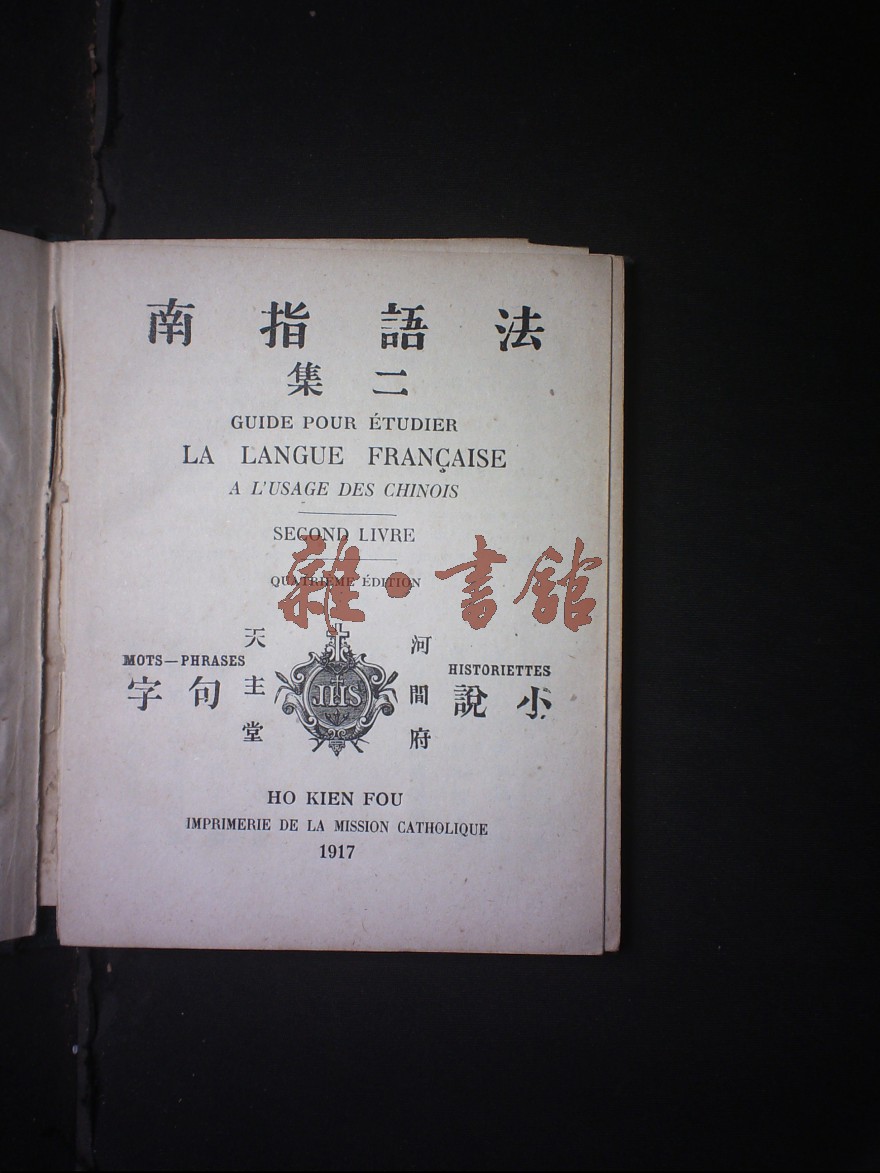 法語指南
二集
GUIDE POUR ÉTUDIER
LA LANGUE FRANÇAISE
A L'USAGE DES CHINOIS
SECOND LIVRE
QUATRIÈME ÉDITION
雜·書館
河間府
天主堂
JHS
HISTORIETTES
小說
MOTS—PHRASES
句字
HO KIEN FOU
IMPRIMERIE DE LA MISSION CATHOLIQUE
1917